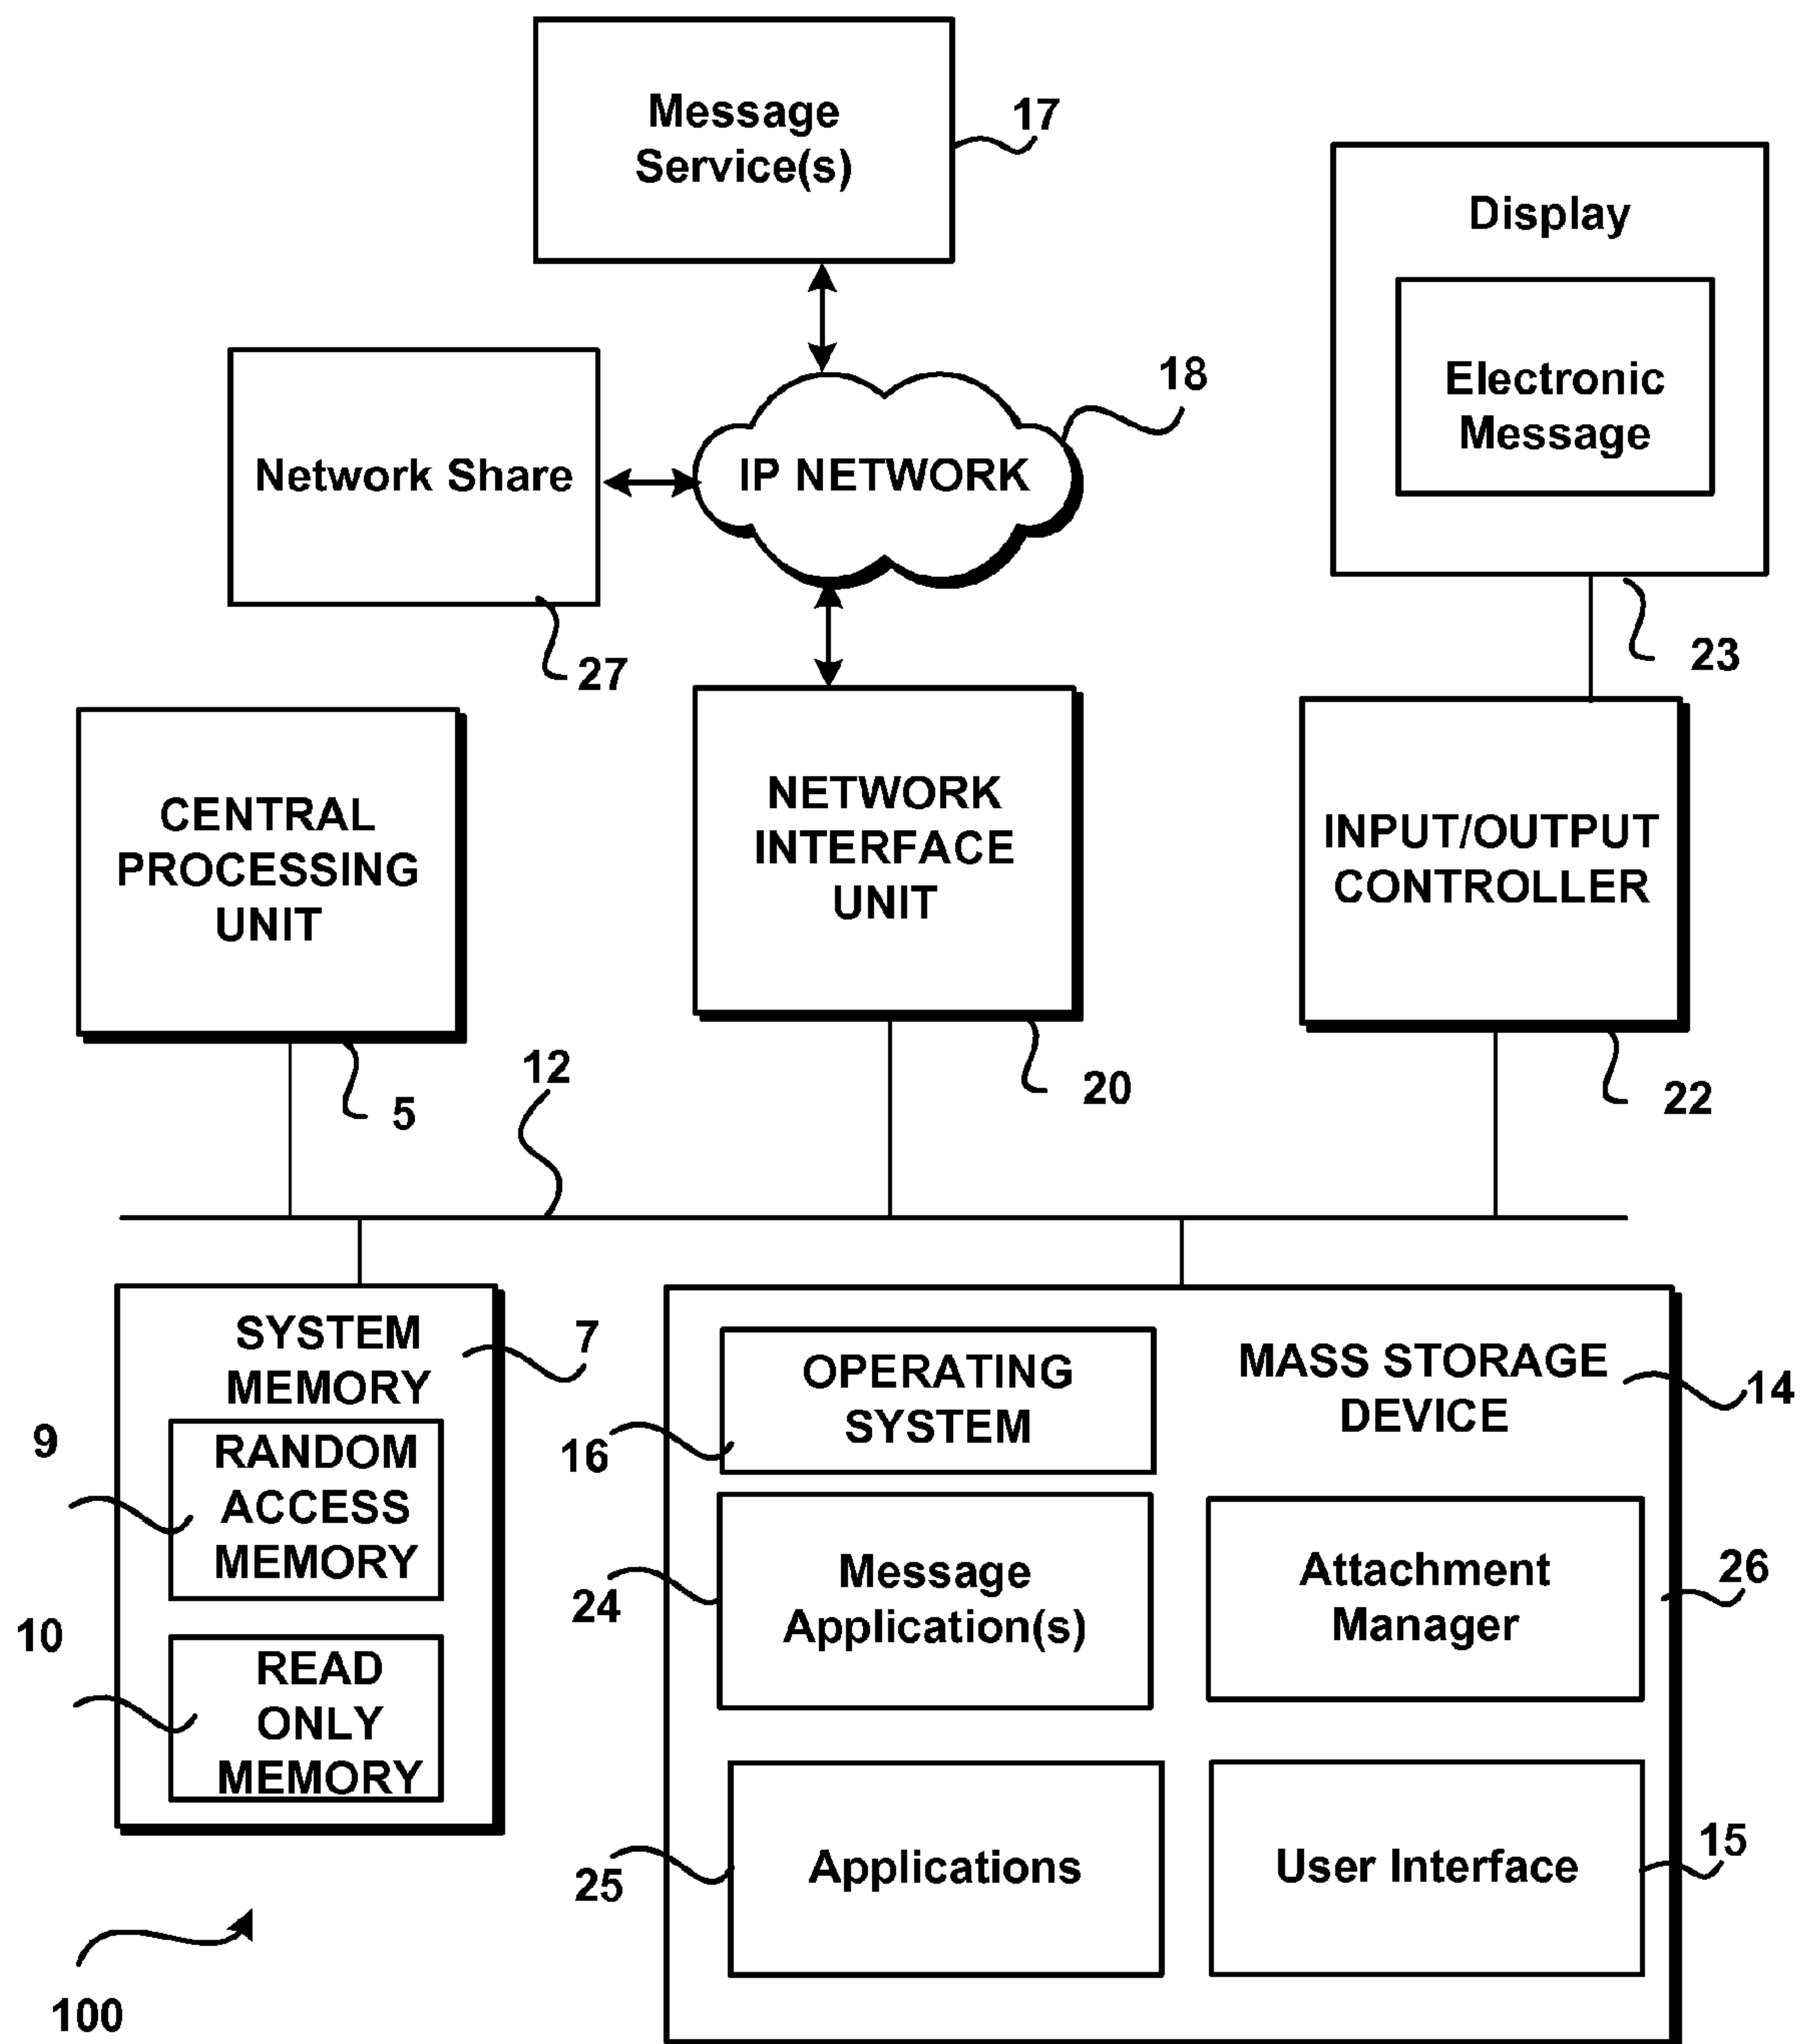 Message
Service(s)
17
Display
Electronic
Message
23
18
IP NETWORK
Network Share
27
CENTRAL
PROCESSING
UNIT
5
NETWORK
INTERFACE
UNIT
20
INPUT/OUTPUT
CONTROLLER
22
12
SYSTEM
MEMORY
7
9
RANDOM
ACCESS
MEMORY
10
READ
ONLY
MEMORY
OPERATING
SYSTEM
16
MASS STORAGE
DEVICE
14
Message
Application(s)
24
Attachment
Manager
26
Applications
25
User Interface
15
100